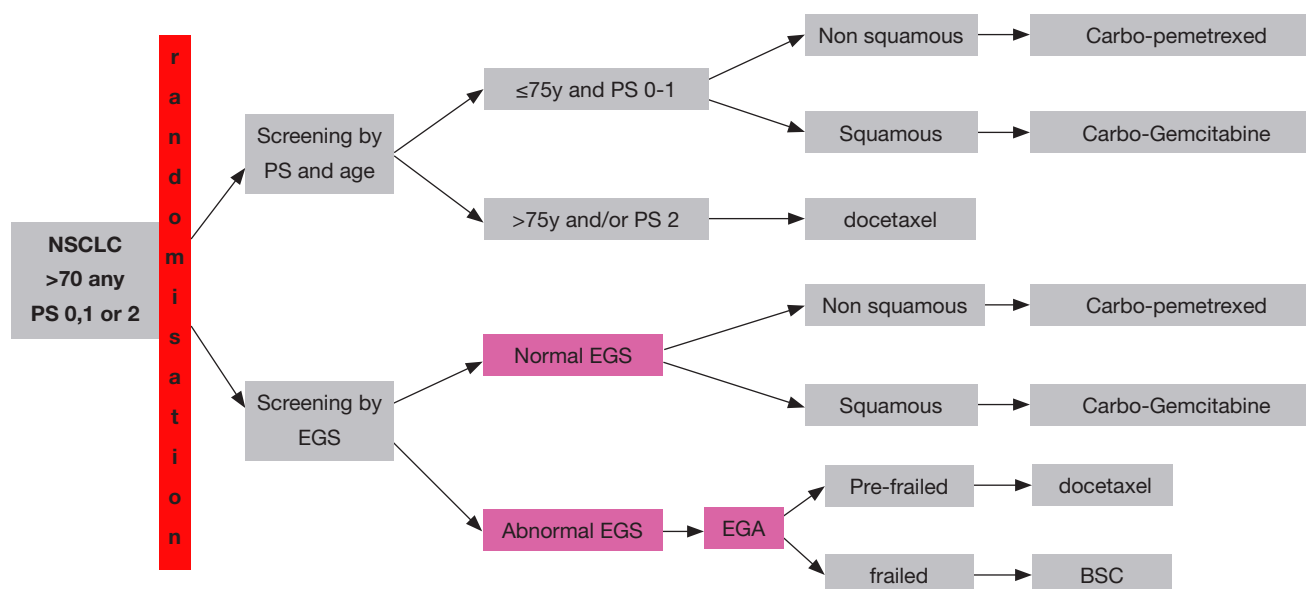 NSCLC
>70 any
PS 0,1 or 2
randomisation
Screening by
PS and age
≤75y and PS 0-1
Non squamous
Carbo-pemetrexed
Squamous
Carbo-Gemcitabine
>75y and/or PS 2
docetaxel
Screening by
EGS
Normal EGS
Non squamous
Carbo-pemetrexed
Squamous
Carbo-Gemcitabine
Abnormal EGS
EGA
Pre-frailed
docetaxel
frailed
BSC